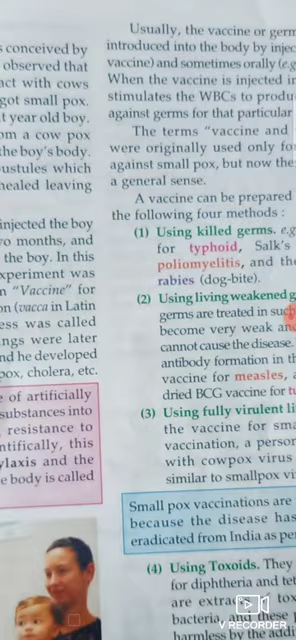 s conceived by
observed that
act with cows
got small pox.
t year old boy.
om a cow pox
the boy's body.
pustules which
healed leaving
injected the boy
wo months, and
the boy. In this
xperiment was
n "Vaccine" for
on (vacca in Latin
ess was called
ngs were later
nd he developed
pox, cholera, etc.
e of artificially
substances into
resistance to
ntifically, this
ylaxis and the
e body is called
Usually, the vaccine or germ
introduced into the body by injec
vaccine) and sometimes orally (e.g
When the vaccine is injected in
stimulates the WBCs to produ
against germs for that particular
The terms "vaccine and
were originally used only fo
against small pox, but now the
a general sense.
A vaccine can be prepared
the following four methods :
(1) Using killed germs. e.g
for typhoid, Salk's
poliomyelitis, and the
rabies (dog-bite).
(2) Using living weakened g
germs are treated in such
become very weak and
cannot cause the disease.
antibody formation in th
vaccine for measles, a
dried BCG vaccine for tu
(3) Using fully virulent li
the vaccine for sma
vaccination, a person
with cowpox virus
similar to smallpox vi
Small pox vaccinations are
because the disease has
eradicated from India as per
(4) Using Toxoids. They
for diphtheria and tet
are extra tox
bacteria, and these
harmless by the add
V RECORDER